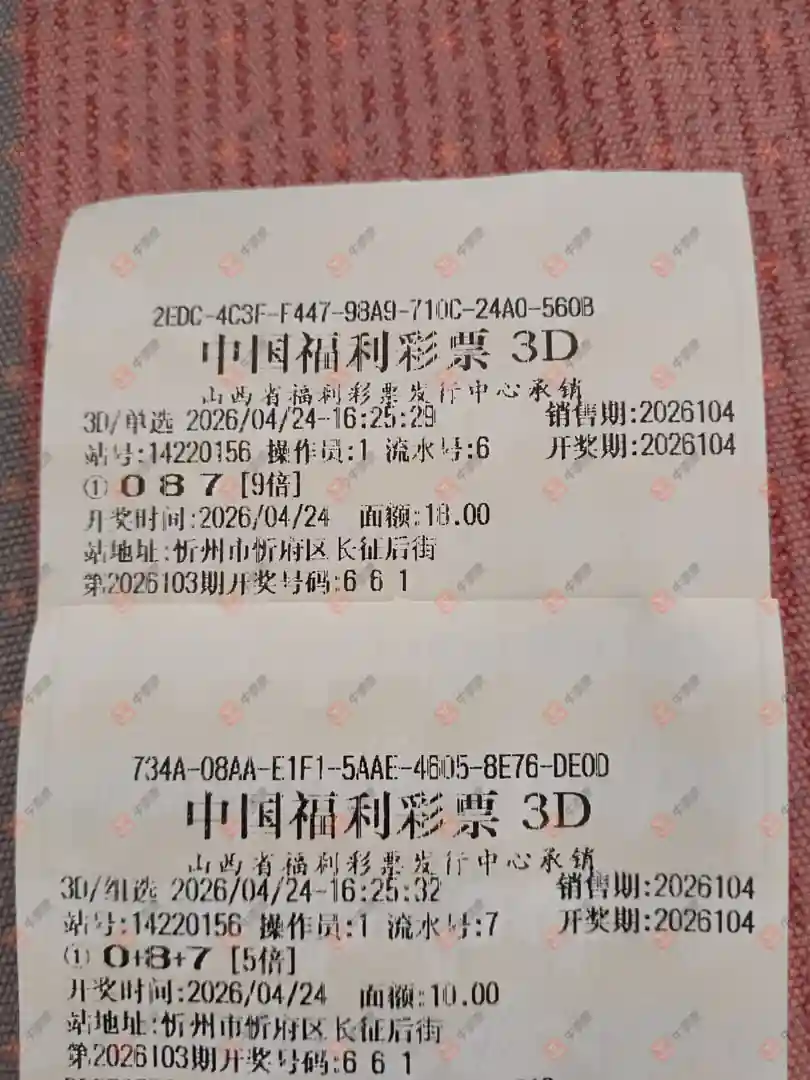 2EDC-4C3F-F447-98A9-710C-24A0-560B
中国福利彩票 3D
山西省福利彩票发行中心承销
3D/单选 2026/04/24-16:25:29 销售期:2026104
站号:14220156 操作员:1 流水号:6 开奖期:2026104
① 0 8 7 [9倍]
开奖时间:2026/04/24 面额:18.00
站地址:忻州市忻府区长征后街
第2026103期开奖号码:6 6 1
734A-08AA-E1F1-5AAE-4605-8E76-DE0D
中国福利彩票 3D
山西省福利彩票发行中心承销
3D/组选 2026/04/24-16:25:32 销售期:2026104
站号:14220156 操作员:1 流水号:7 开奖期:2026104
① 0+8+7 [5倍]
开奖时间:2026/04/24 面额:10.00
站地址:忻州市忻府区长征后街
第2026103期开奖号码:6 6 1